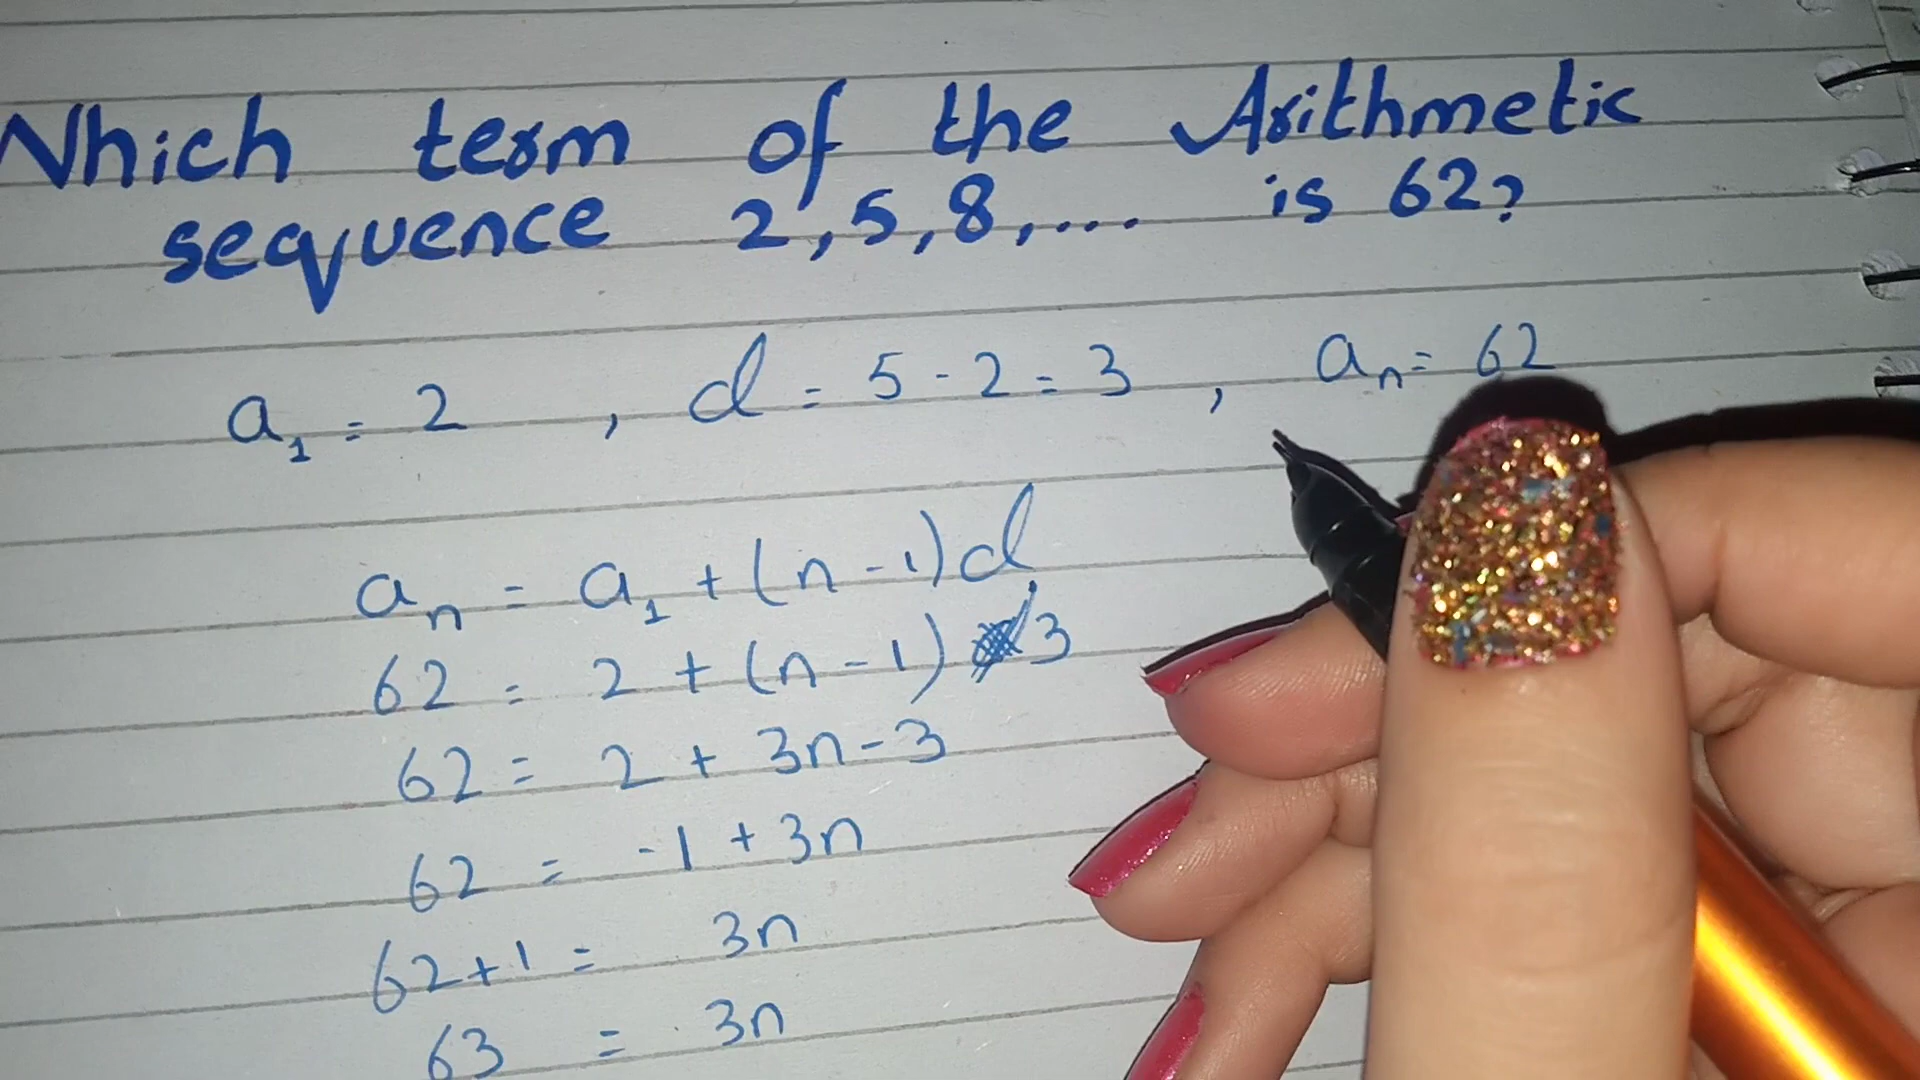 Which term of the Arithmetic
sequence 2,5,8,.... is 62?
a₁ = 2 , d = 5 - 2 = 3 , aₙ = 62
aₙ = a₁ + (n - 1)d
62 = 2 + (n - 1) 3
62 = 2 + 3n - 3
62 = -1 + 3n
62+1 = 3n
63 = 3n